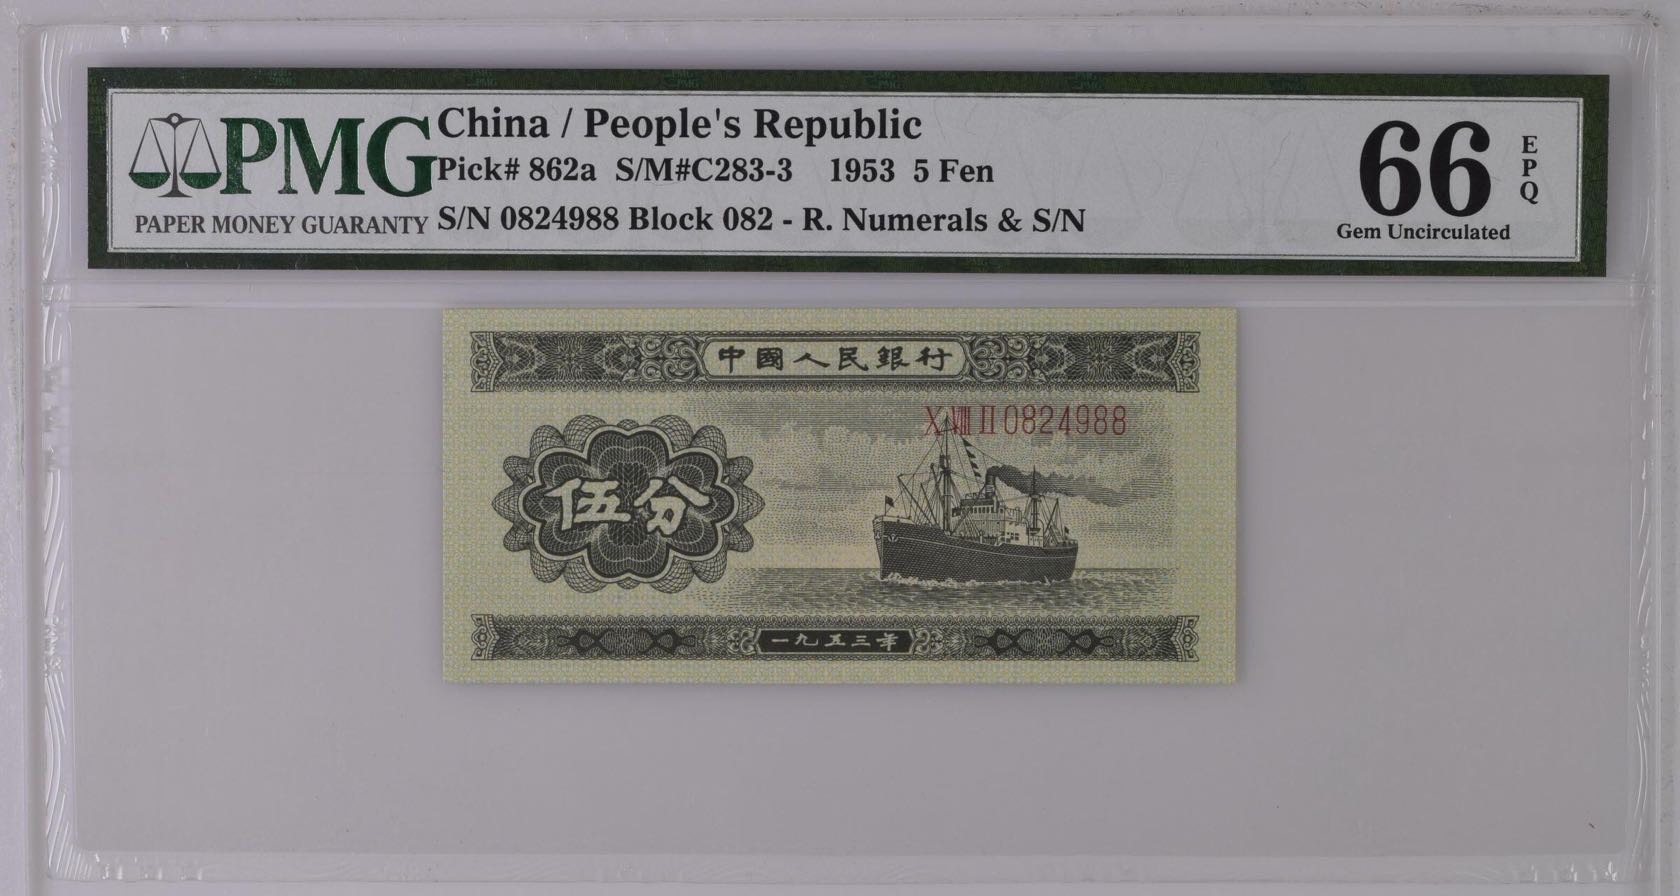 PMG
PAPER MONEY GUARANTY
China / People's Republic
Pick# 862a S/M#C283-3 1953 5 Fen
S/N 0824988 Block 082 - R. Numerals & S/N
66
EPQ
Gem Uncirculated
中國人民銀行
Ⅹ Ⅷ Ⅱ 0824988
伍分
一九五三年